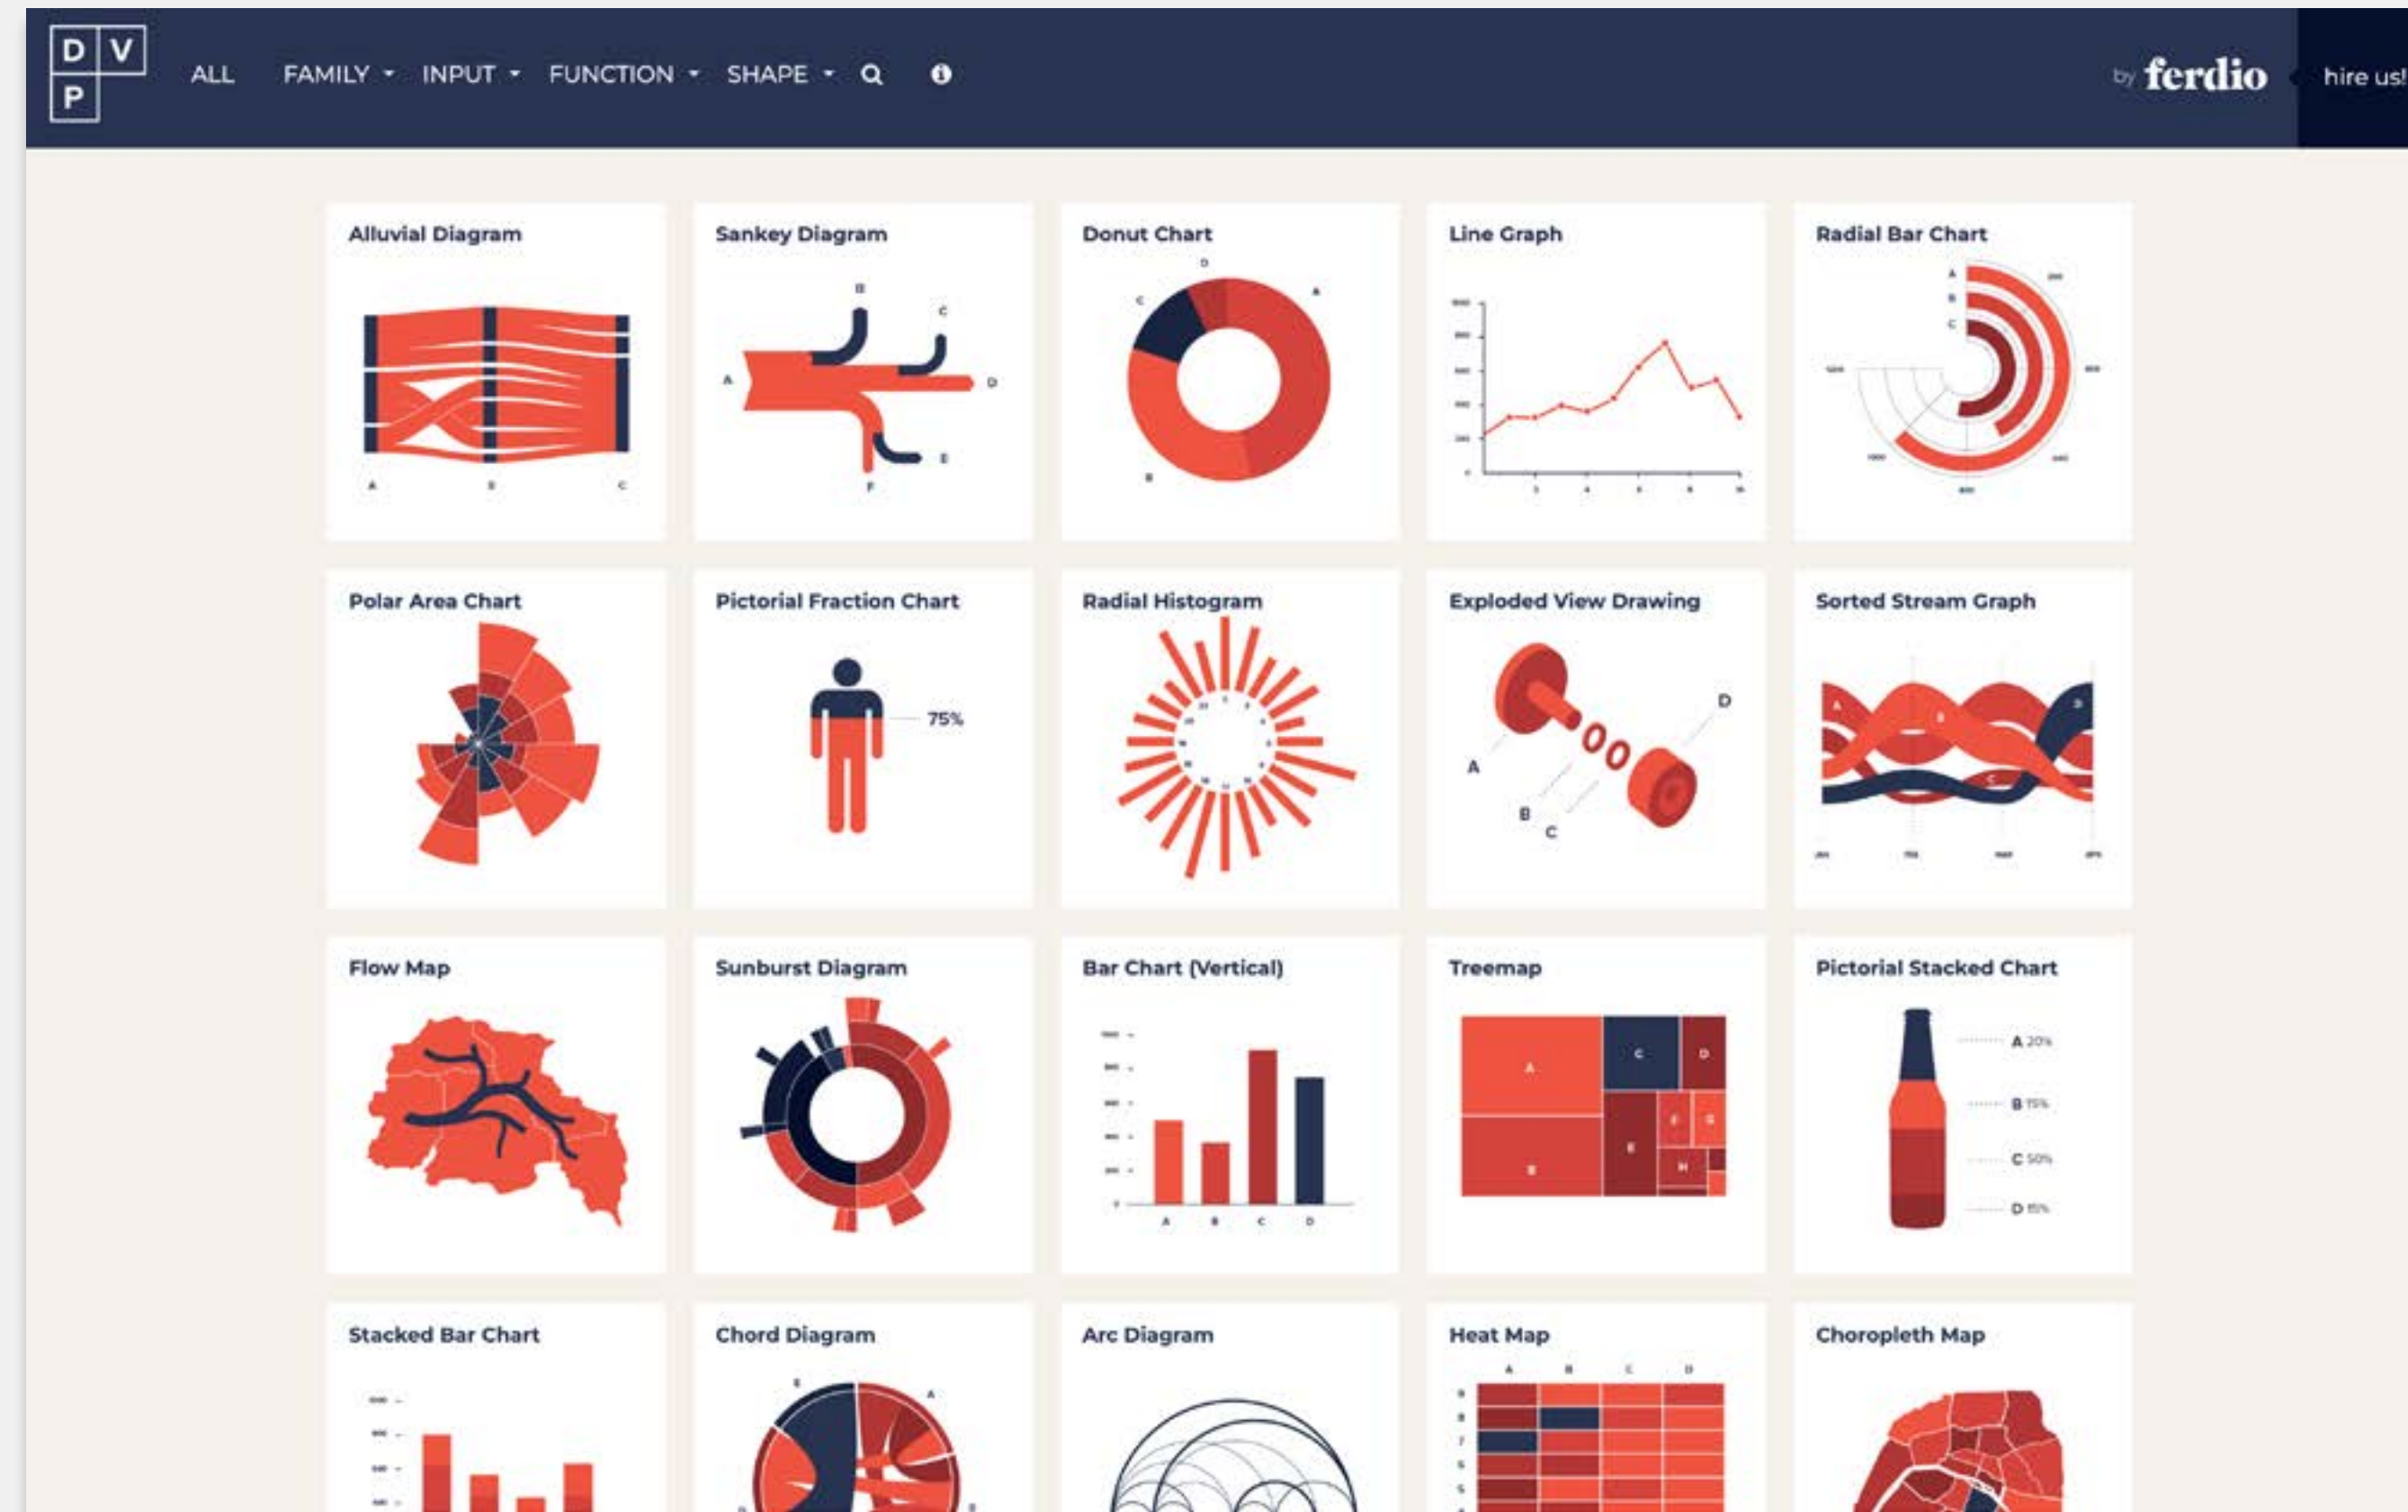 D V
P
ALL FAMILY INPUT FUNCTION SHAPE
by ferdio hire us!
Alluvial Diagram
A B C
Sankey Diagram
B
C
A D
E
F
Donut Chart
D
A
C
B
Line Graph
Radial Bar Chart
A
B
C
Polar Area Chart
Pictorial Fraction Chart
75%
Radial Histogram
Exploded View Drawing
D
A
B
C
Sorted Stream Graph
A B D
C
Flow Map
Sunburst Diagram
Bar Chart (Vertical)
A B C D
Treemap
A C D
F G
B E H
Pictorial Stacked Chart
A 20%
B 15%
C 50%
D 15%
Stacked Bar Chart
Chord Diagram
E A
Arc Diagram
Heat Map
A B C D
Choropleth Map